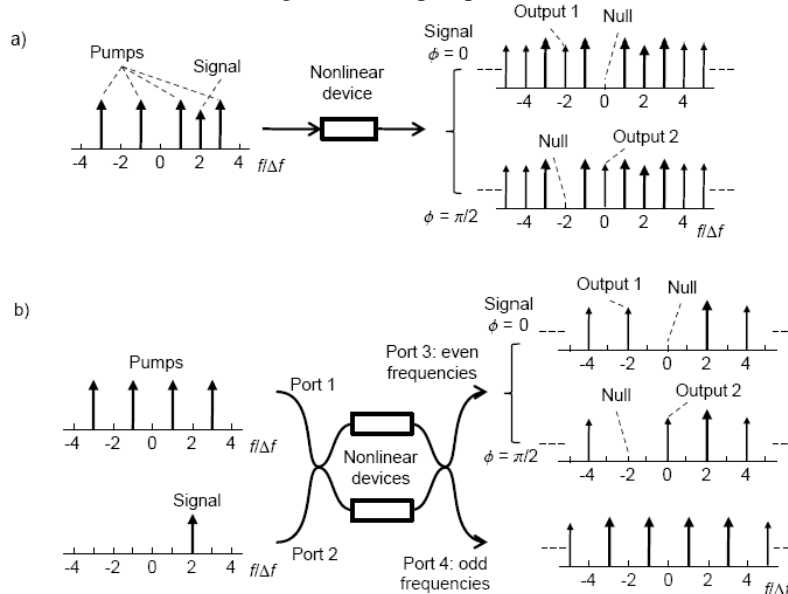 a)
Pumps
Signal
-4 -2 0 2 4
f/Δf
Nonlinear
device
Signal
ϕ = 0
Output 1
Null
-4 -2 0 2 4
Null
Output 2
ϕ = π/2
-4 -2 0 2 4
f/Δf
b)
Pumps
-4 -2 0 2 4
f/Δf
Signal
-4 -2 0 2 4
f/Δf
Port 1
Port 2
Nonlinear
devices
Port 3: even
frequencies
Port 4: odd
frequencies
Signal
ϕ = 0
Output 1
Null
-4 -2 0 2 4
Null
Output 2
ϕ = π/2
-4 -2 0 2 4
-4 -2 0 2 4
f/Δf